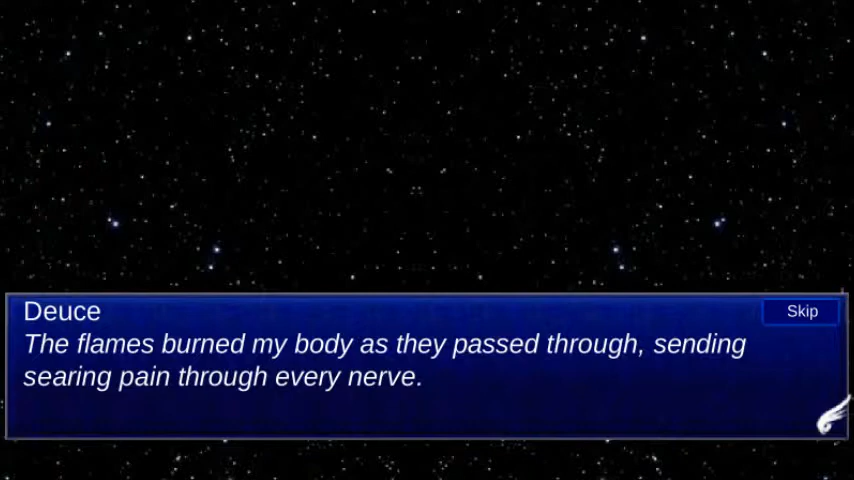 Deuce
Skip
The flames burned my body as they passed through, sending
searing pain through every nerve.